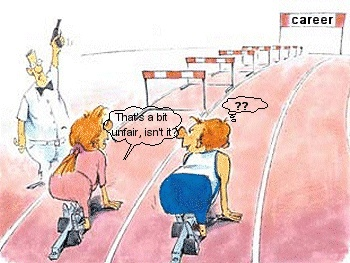 career
That's a bit
unfair, isn't it?
??